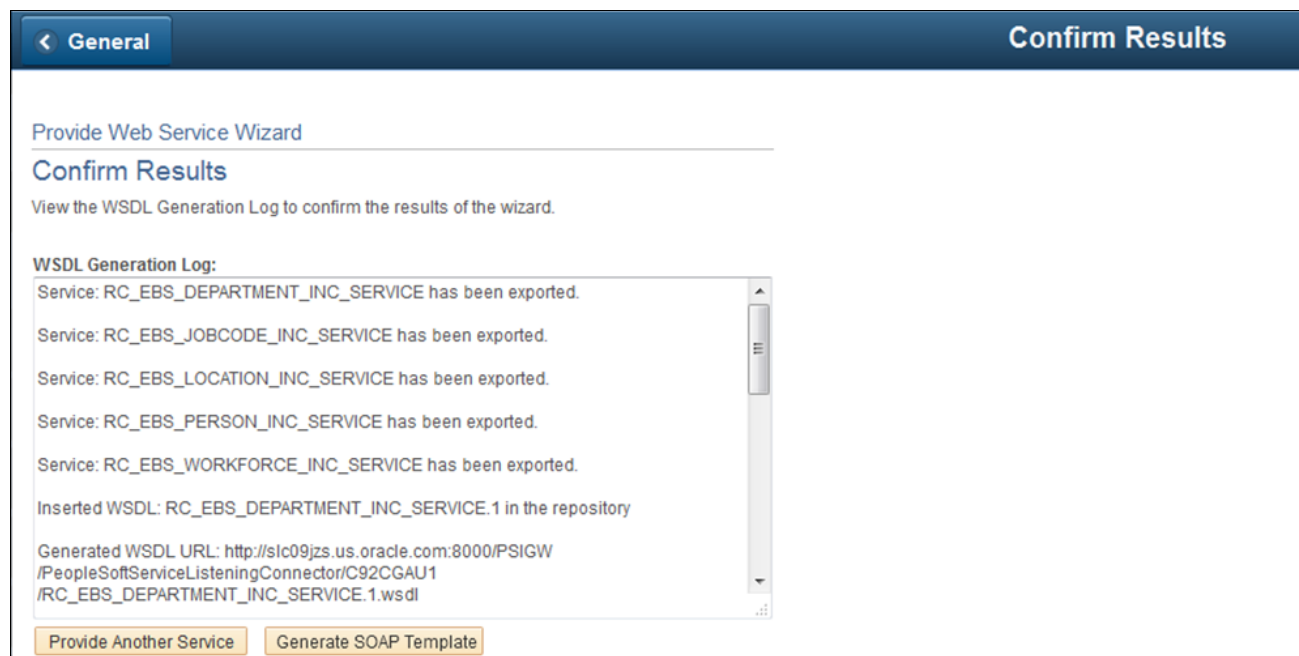 General
Confirm Results
Provide Web Service Wizard
Confirm Results
View the WSDL Generation Log to confirm the results of the wizard.
WSDL Generation Log:
Service: RC_EBS_DEPARTMENT_INC_SERVICE has been exported.
Service: RC_EBS_JOBCODE_INC_SERVICE has been exported.
Service: RC_EBS_LOCATION_INC_SERVICE has been exported.
Service: RC_EBS_PERSON_INC_SERVICE has been exported.
Service: RC_EBS_WORKFORCE_INC_SERVICE has been exported.
Inserted WSDL: RC_EBS_DEPARTMENT_INC_SERVICE.1 in the repository
Generated WSDL URL: http://slc09jzs.us.oracle.com:8000/PSIGW
/PeopleSoftServiceListeningConnector/C92CGAU1
/RC_EBS_DEPARTMENT_INC_SERVICE.1.wsdl
Provide Another Service
Generate SOAP Template